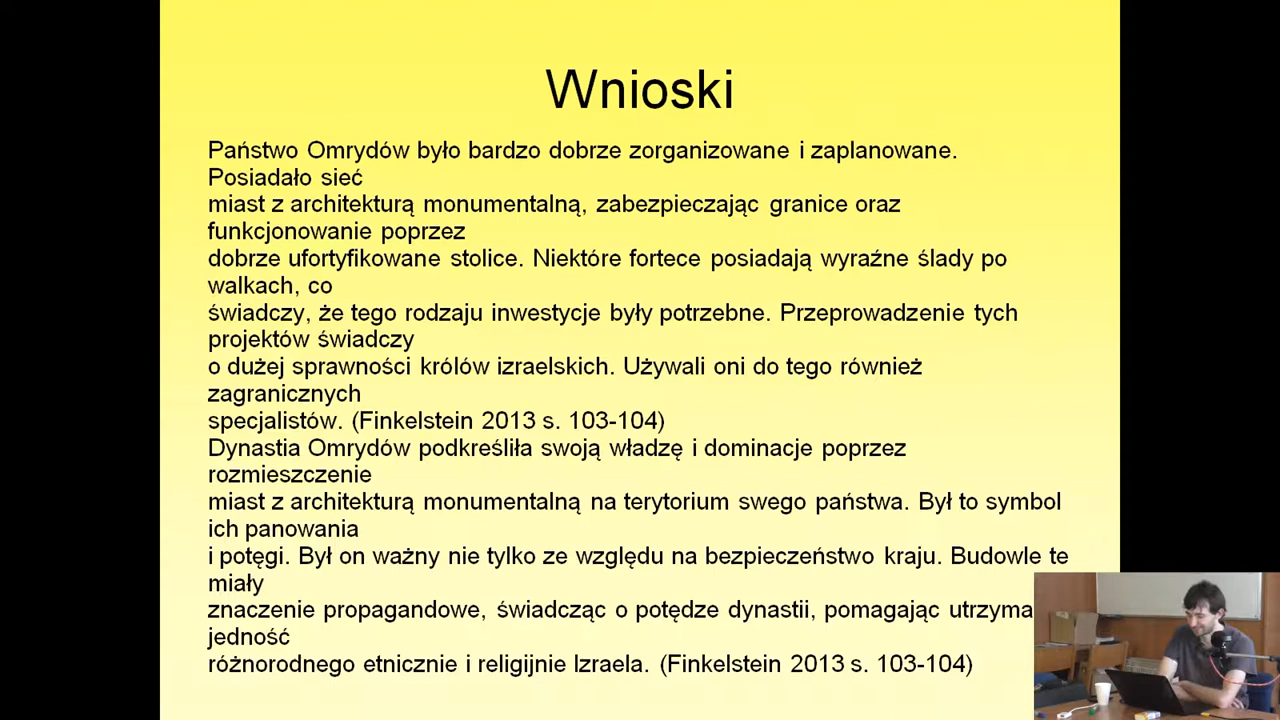 Wnioski
Państwo Omrydów było bardzo dobrze zorganizowane i zaplanowane.
Posiadało sieć
miast z architekturą monumentalną, zabezpieczając granice oraz
funkcjonowanie poprzez
dobrze ufortyfikowane stolice. Niektóre fortece posiadają wyraźne ślady po
walkach, co
świadczy, że tego rodzaju inwestycje były potrzebne. Przeprowadzenie tych
projektów świadczy
o dużej sprawności królów izraelskich. Używali oni do tego również
zagranicznych
specjalistów. (Finkelstein 2013 s. 103-104)
Dynastia Omrydów podkreśliła swoją władzę i dominacje poprzez
rozmieszczenie
miast z architekturą monumentalną na terytorium swego państwa. Był to symbol
ich panowania
i potęgi. Był on ważny nie tylko ze względu na bezpieczeństwo kraju. Budowle te
miały
znaczenie propagandowe, świadcząc o potędze dynastii, pomagając utrzyma
jedność
różnorodnego etnicznie i religijnie Izraela. (Finkelstein 2013 s. 103-104)